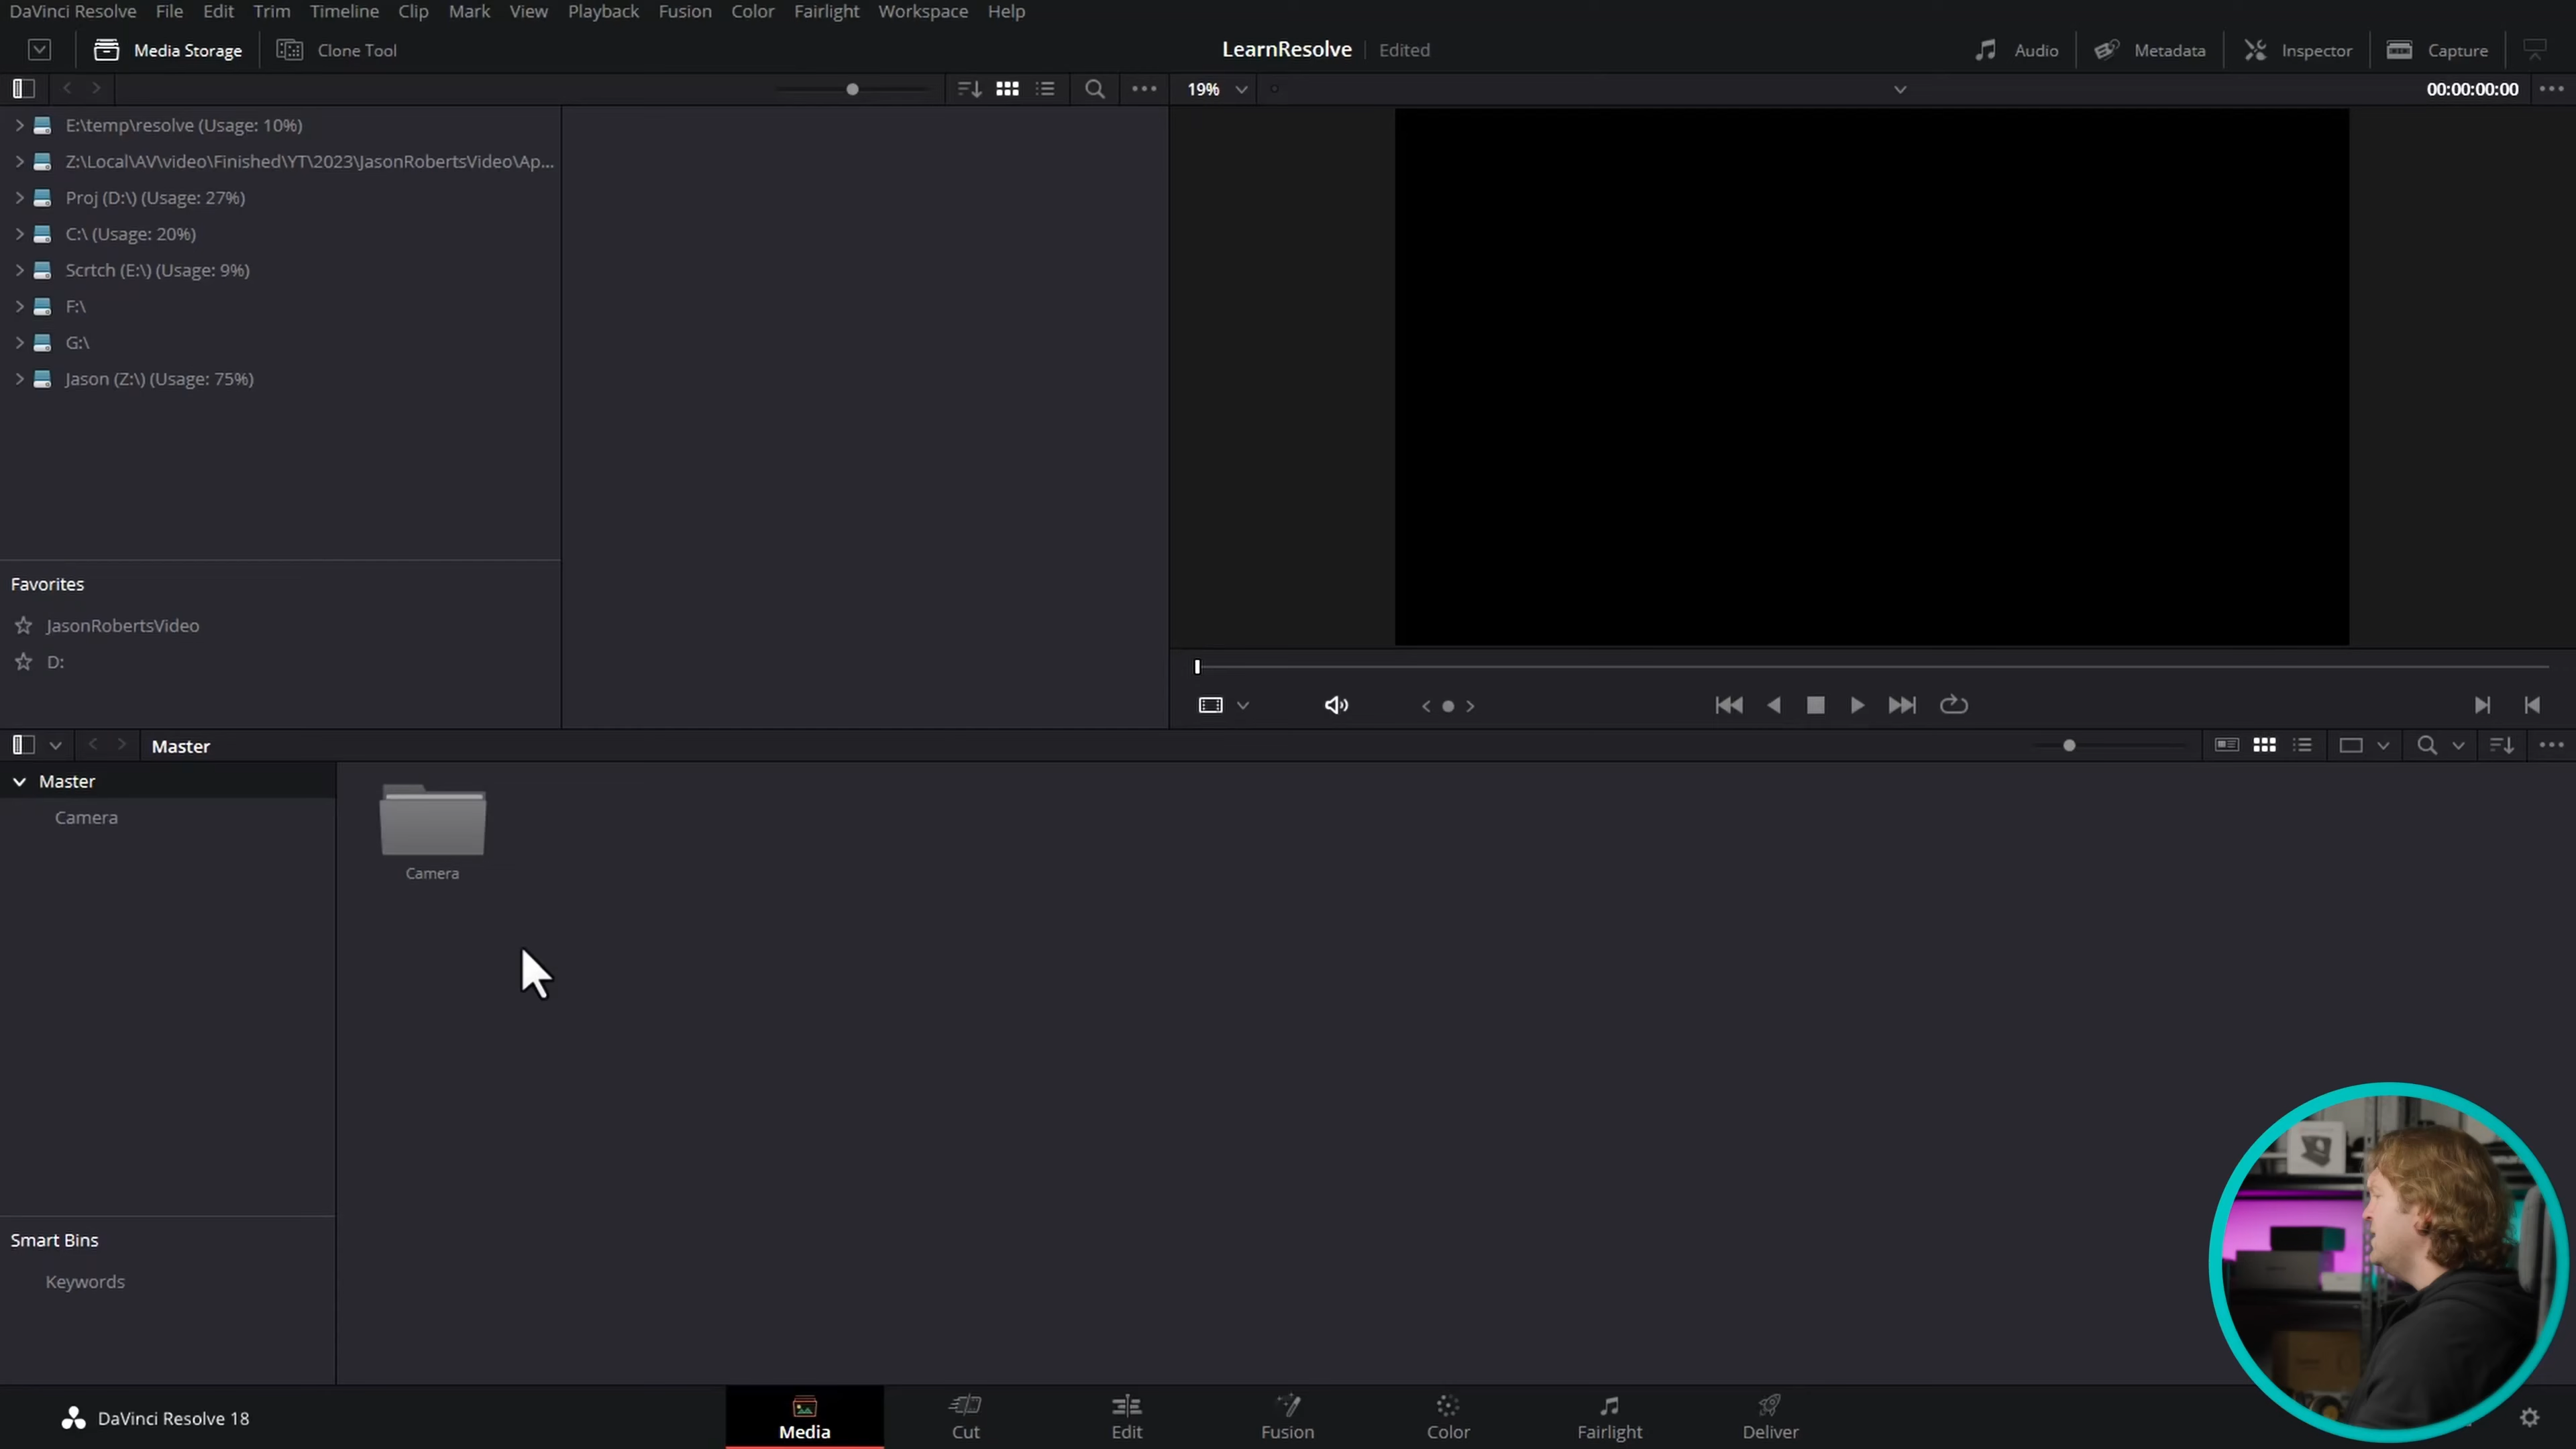 DaVinci Resolve File Edit Trim Timeline Clip Mark View Playback Fusion Color Fairlight Workspace Help
Media Storage Clone Tool LearnResolve Edited Audio Metadata Inspector Capture
19% 00:00:00:00
E:\temp\resolve (Usage: 10%)
Z:\Local\AV\video\Finished\YT\2023\JasonRobertsVideo\Ap...
Proj (D:\) (Usage: 27%)
C:\ (Usage: 20%)
Scrtch (E:\) (Usage: 9%)
F:\
G:\
Jason (Z:\) (Usage: 75%)
Favorites
JasonRobertsVideo
D:
Master
Master
Camera
Camera
Smart Bins
Keywords
DaVinci Resolve 18
Media Cut Edit Fusion Color Fairlight Deliver